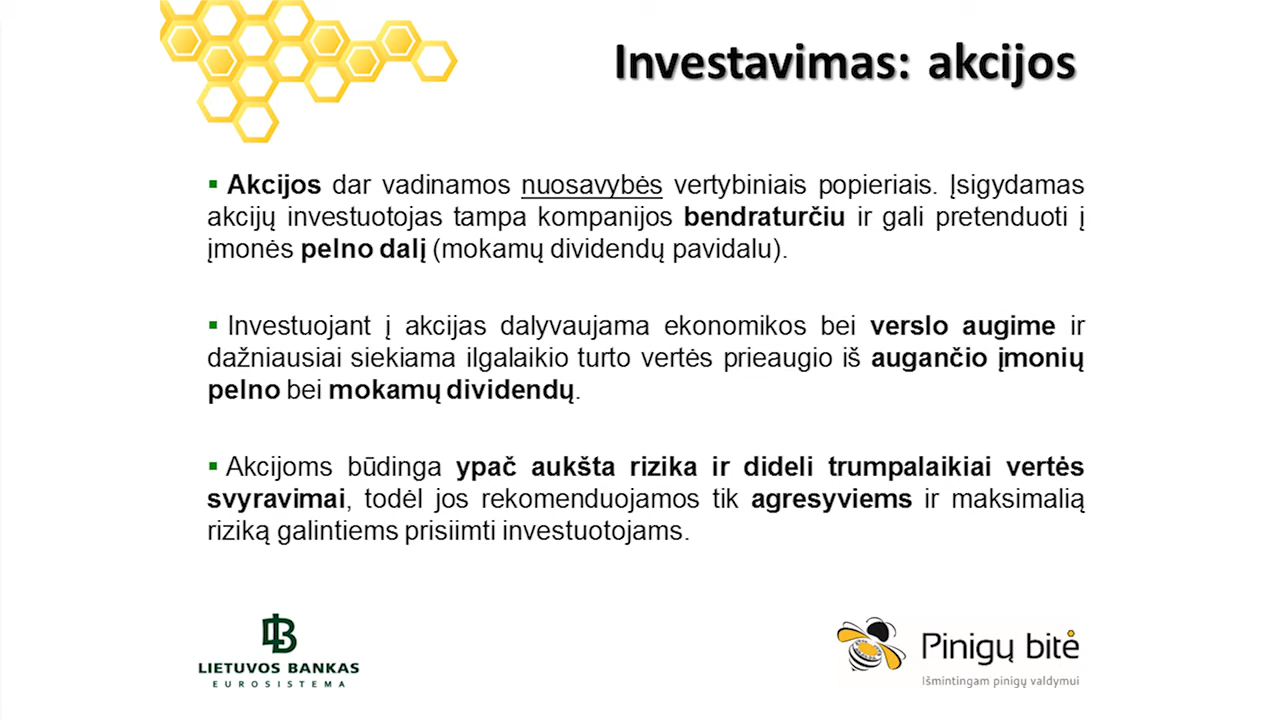 Investavimas: akcijos
▪ Akcijos dar vadinamos nuosavybės vertybiniais popieriais. Įsigydamas
akcijų investuotojas tampa kompanijos bendraturčiu ir gali pretenduoti į
įmonės pelno dalį (mokamų dividendų pavidalu).
▪ Investuojant į akcijas dalyvaujama ekonomikos bei verslo augime ir
dažniausiai siekiama ilgalaikio turto vertės prieaugio iš augančio įmonių
pelno bei mokamų dividendų.
▪ Akcijoms būdinga ypač aukšta rizika ir dideli trumpalaikiai vertės
svyravimai, todėl jos rekomenduojamos tik agresyviems ir maksimalią
riziką galintiems prisiimti investuotojams.
LIETUVOS BANKAS
EUROSISTEMA
Pinigų bitė
Išmintingam pinigų valdymui